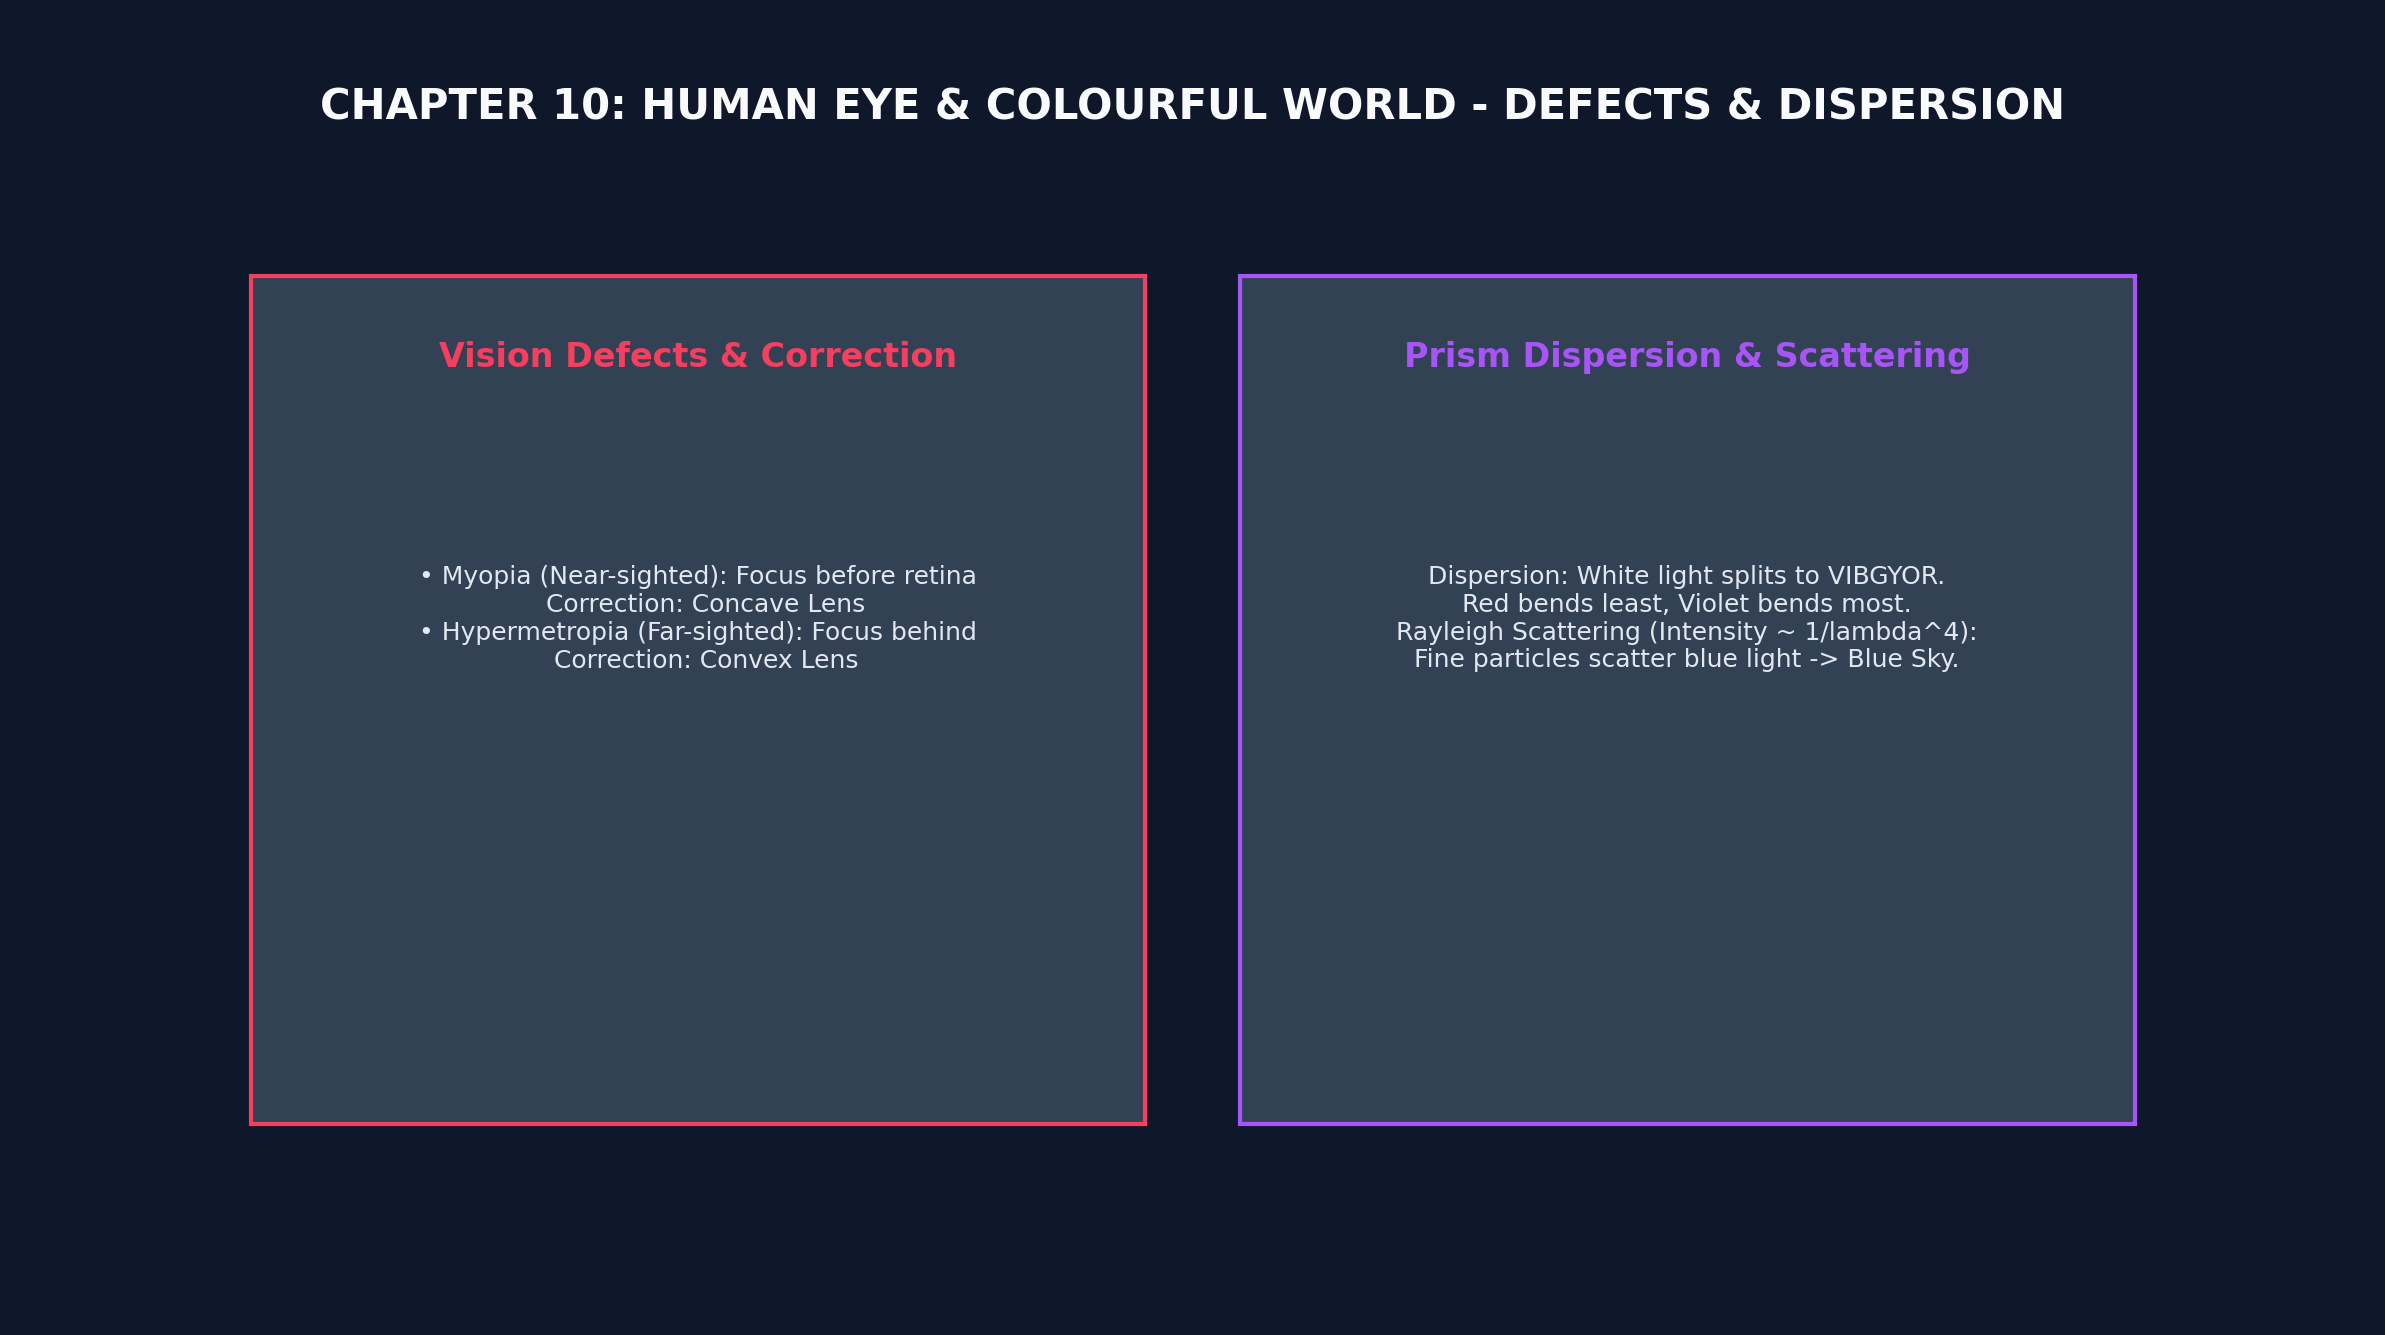 CHAPTER 10: HUMAN EYE & COLOURFUL WORLD - DEFECTS & DISPERSION
Vision Defects & Correction
• Myopia (Near-sighted): Focus before retina
Correction: Concave Lens
• Hypermetropia (Far-sighted): Focus behind
Correction: Convex Lens
Prism Dispersion & Scattering
Dispersion: White light splits to VIBGYOR.
Red bends least, Violet bends most.
Rayleigh Scattering (Intensity ~ 1/lambda^4):
Fine particles scatter blue light -> Blue Sky.